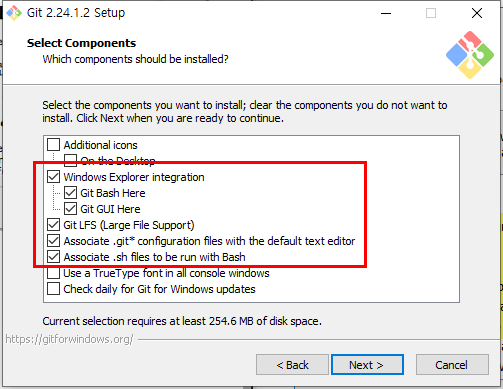 Git 2.24.1.2 Setup
Select Components
Which components should be installed?
Select the components you want to install; clear the components you do not want to
install. Click Next when you are ready to continue.
Additional icons
On the Desktop
Windows Explorer integration
Git Bash Here
Git GUI Here
Git LFS (Large File Support)
Associate .git* configuration files with the default text editor
Associate .sh files to be run with Bash
Use a TrueType font in all console windows
Check daily for Git for Windows updates
Current selection requires at least 254.6 MB of disk space.
https://gitforwindows.org/
< Back
Next >
Cancel